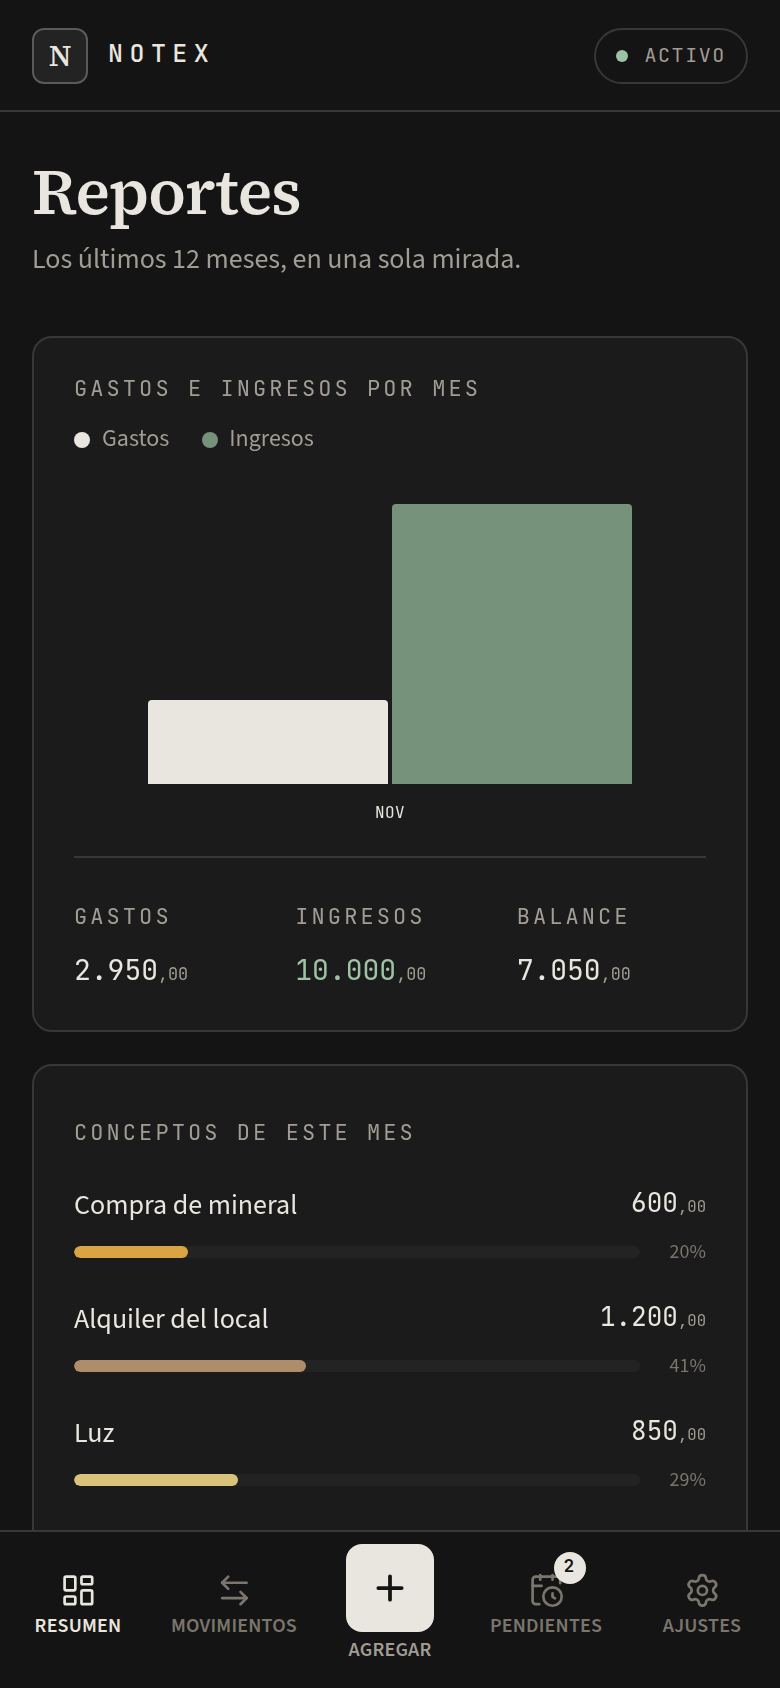 N NOTEX
ACTIVO
Reportes
Los últimos 12 meses, en una sola mirada.
GASTOS E INGRESOS POR MES
Gastos Ingresos
NOV
GASTOS INGRESOS BALANCE
2.950,00 10.000,00 7.050,00
CONCEPTOS DE ESTE MES
Compra de mineral 600,00
20%
Alquiler del local 1.200,00
41%
Luz 850,00
29%
2
RESUMEN MOVIMIENTOS AGREGAR PENDIENTES AJUSTES